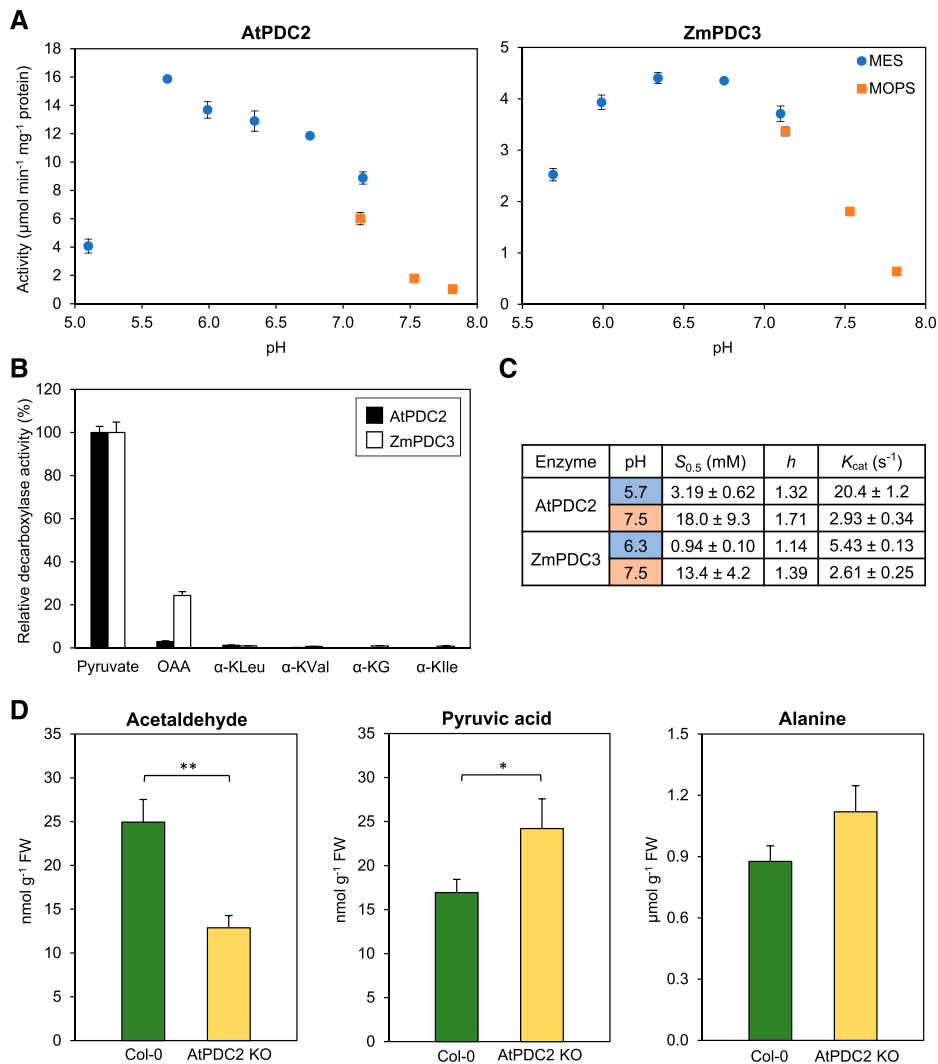 A
AtPDC2
ZmPDC3
Activity (μmol min⁻¹ mg⁻¹ protein)
18
16
14
12
10
8
6
4
2
0
5.0 5.5 6.0 6.5 7.0 7.5 8.0
pH
5
4
3
2
1
0
5.5 6.0 6.5 7.0 7.5 8.0
pH
MES
MOPS
B
Relative decarboxylase activity (%)
120
100
80
60
40
20
0
AtPDC2
ZmPDC3
Pyruvate OAA α-KLeu α-KVal α-KG α-KIle
C
Enzyme pH S₀.₅ (mM) h Kcat (s⁻¹)
AtPDC2 5.7 3.19 ± 0.62 1.32 20.4 ± 1.2
7.5 18.0 ± 9.3 1.71 2.93 ± 0.34
ZmPDC3 6.3 0.94 ± 0.10 1.14 5.43 ± 0.13
7.5 13.4 ± 4.2 1.39 2.61 ± 0.25
D
Acetaldehyde
nmol g⁻¹ FW
35
30
25
20
15
10
5
0
**
Col-0 AtPDC2 KO
Pyruvic acid
nmol g⁻¹ FW
35
30
25
20
15
10
5
0
*
Col-0 AtPDC2 KO
Alanine
μmol g⁻¹ FW
1.5
1.2
0.9
0.6
0.3
0.0
Col-0 AtPDC2 KO